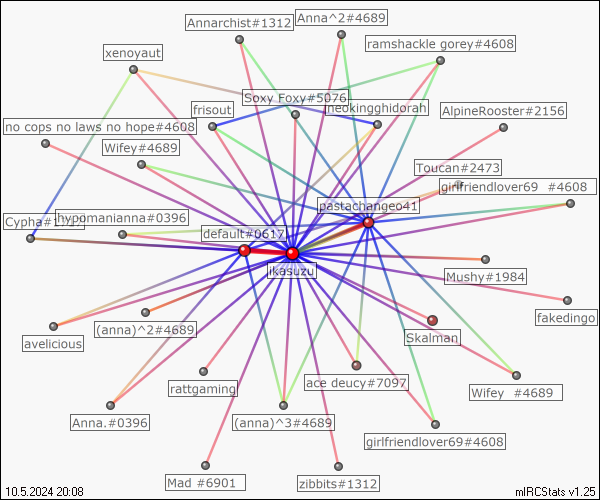 Annarchist#1312
Anna^2#4689
ramshackle gorey#4608
xenoyaut
Soxy Foxy#5076
frisout
AlpineRooster#2156
no cops no laws no hope#4608
Wifey#4689
Toucan#2473
girlfriendlover69 #4608
pastachangeo41
hypomanianna#0396
default#0617
ikasuzu
Mushy#1984
fakedingo
(anna)^2#4689
Skalman
avelicious
rattgaming
ace deucy#7097
Wifey #4689
Anna.#0396
(anna)^3#4689
girlfriendlover69#4608
Mad #6901
zibbits#1312
10.5.2024 20:08
mIRCStats v1.25